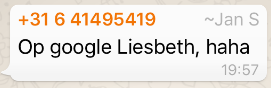 +31 6 41495419 ~Jan S
Op google Liesbeth, haha
19:57